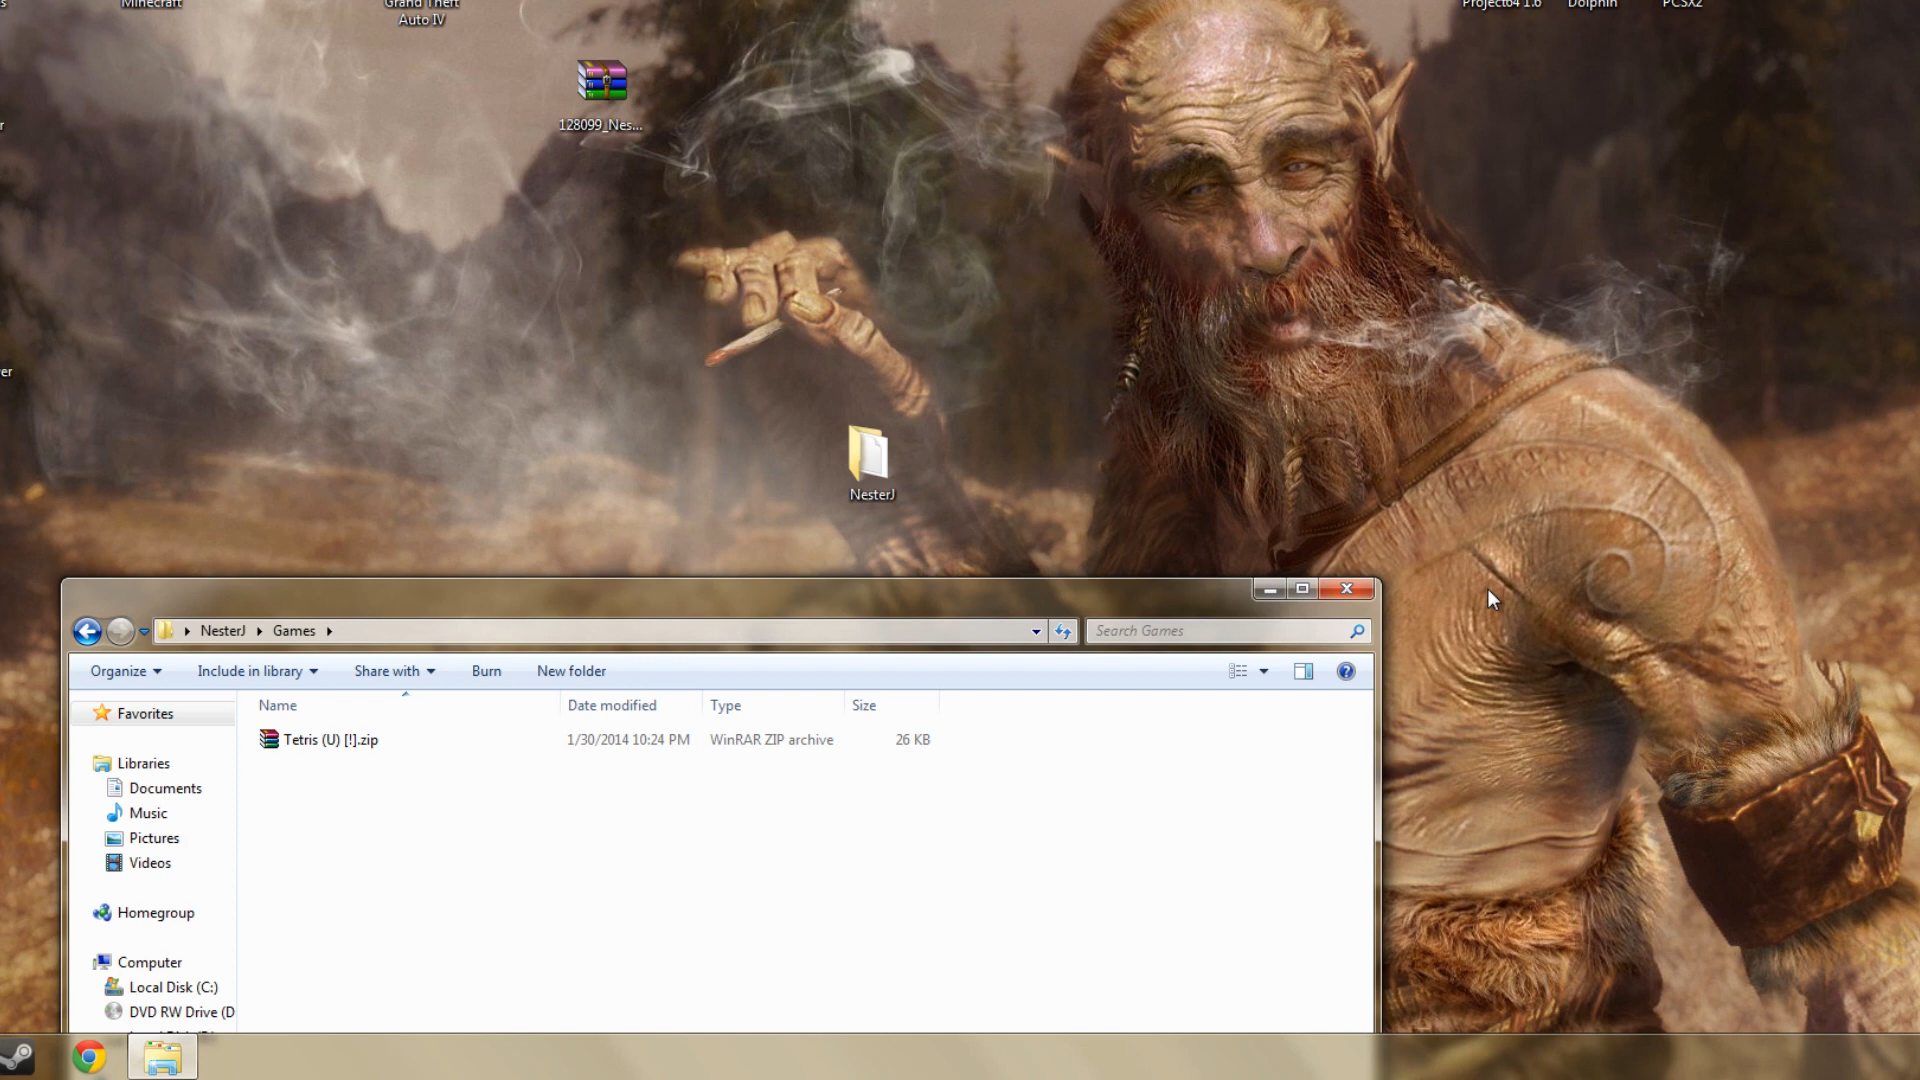 Minecraft
Grand Theft
Auto IV
Project64 1.6
Dolphin
PCSX2
128099_Nes...
NesterJ
NesterJ
Games
Search Games
Organize
Include in library
Share with
Burn
New folder
Name
Date modified
Type
Size
Favorites
Tetris (U) [!].zip
1/30/2014 10:24 PM
WinRAR ZIP archive
26 KB
Libraries
Documents
Music
Pictures
Videos
Homegroup
Computer
Local Disk (C:)
DVD RW Drive (D